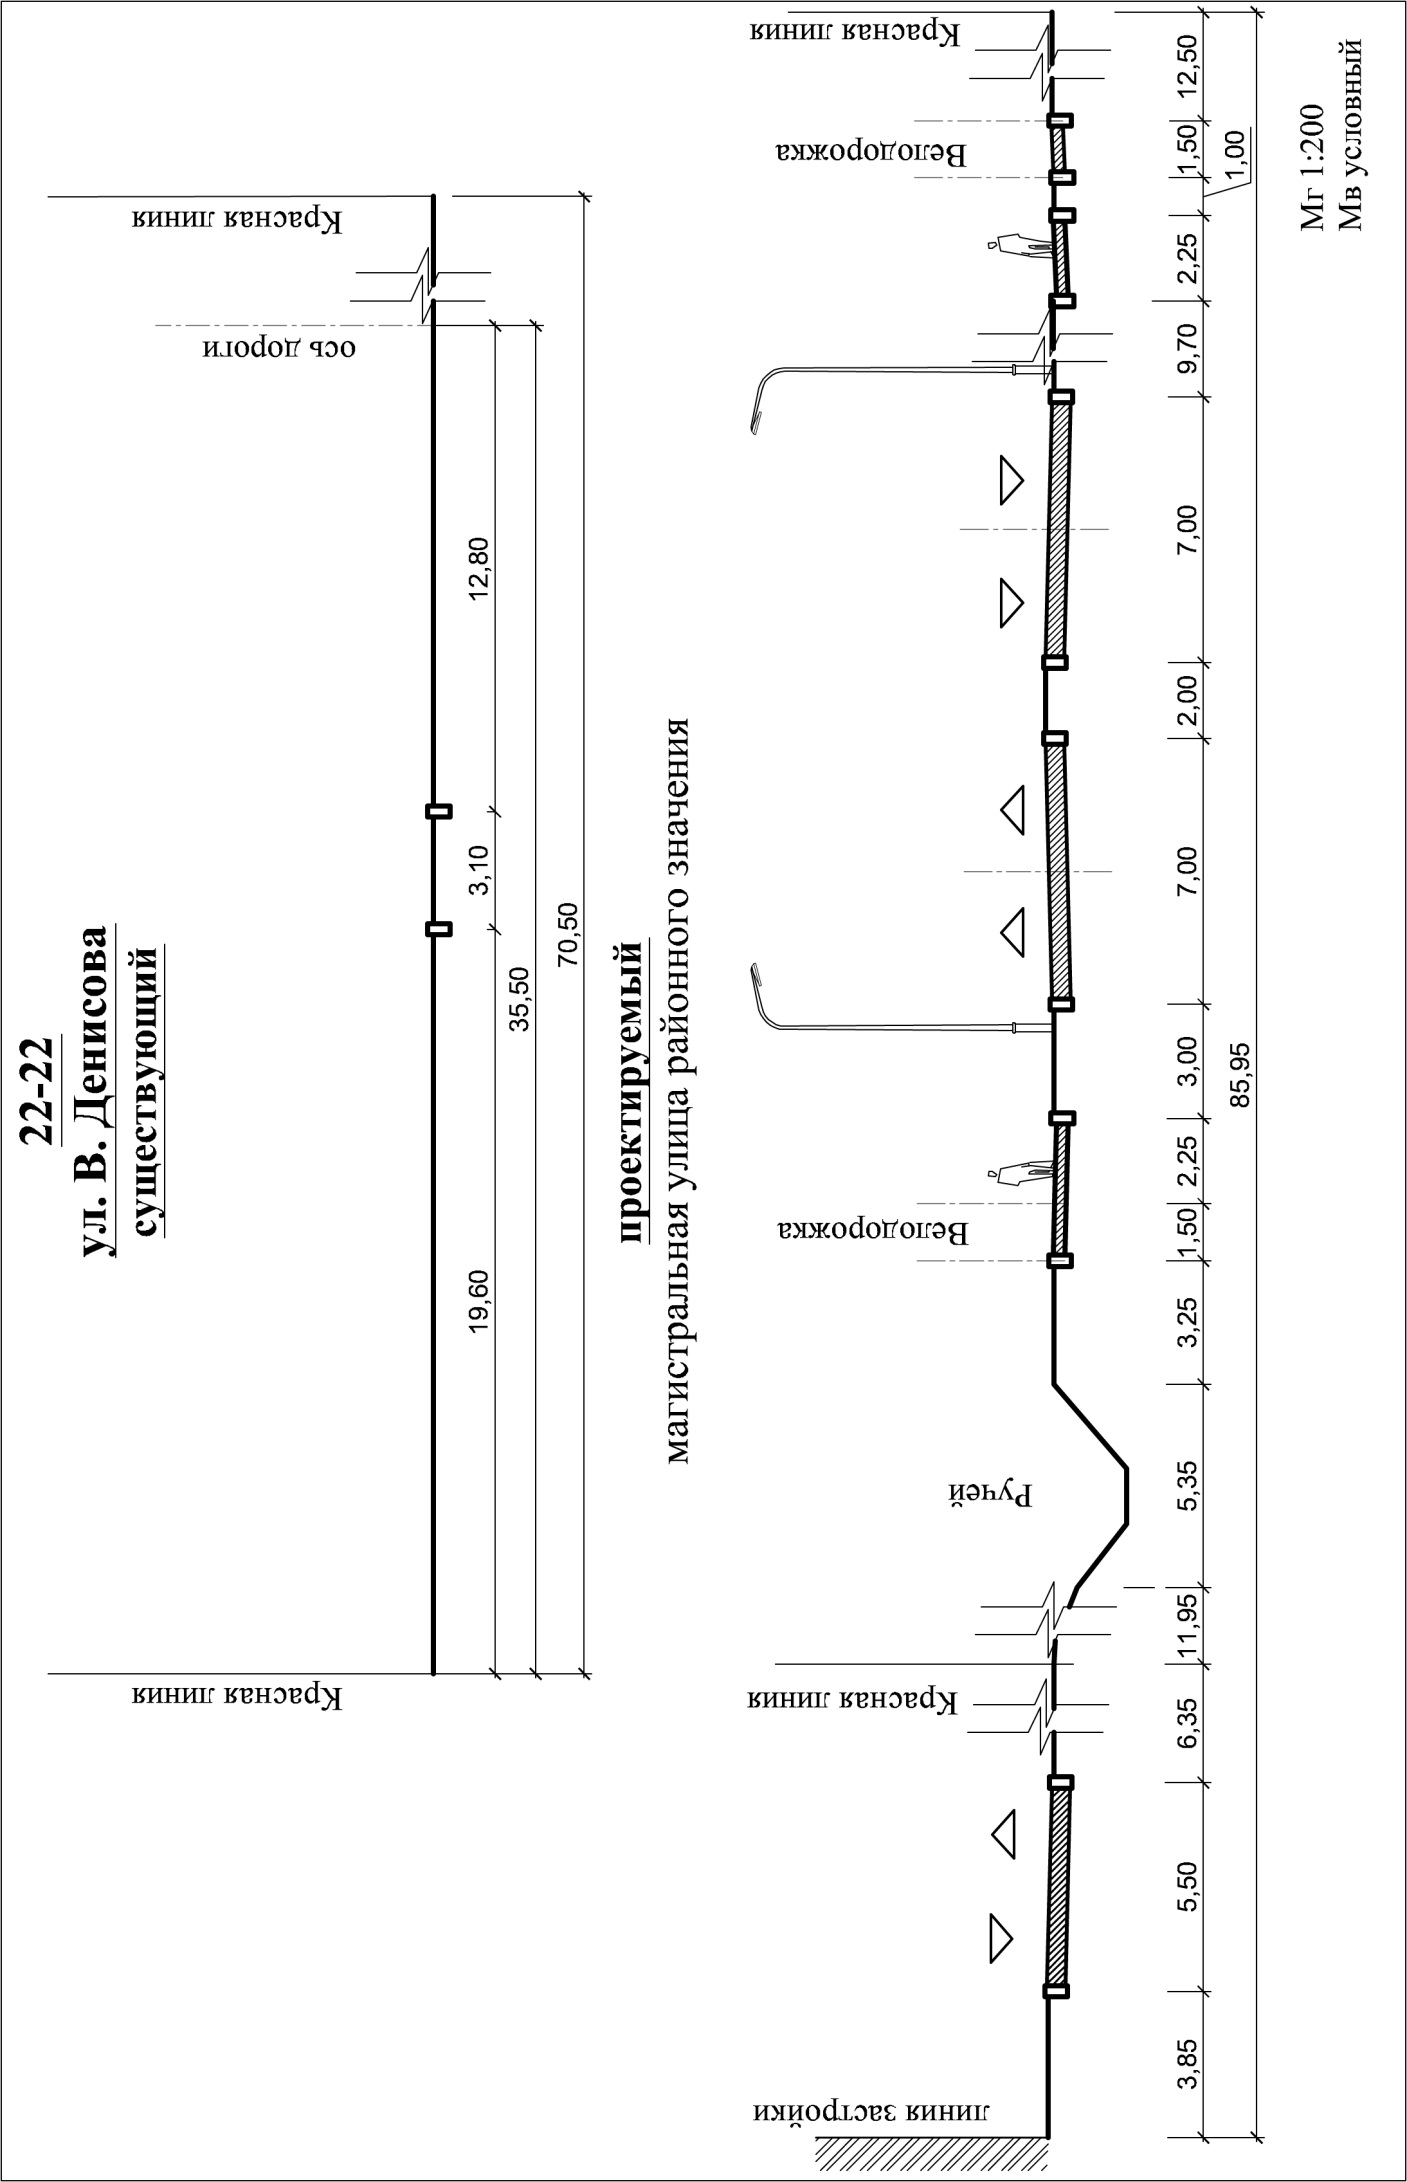 22-22
ул. В. Денисова
существующий
Красная линия
ось дороги
Красная линия
19,60
3,10
12,80
35,50
70,50
проектируемый
магистральная улица районного значения
линия застройки
Красная линия
Ручей
Велодорожка
Велодорожка
Красная линия
3,85
5,50
6,35
11,95
5,35
3,25
1,50
2,25
3,00
7,00
2,00
7,00
9,70
2,25
1,50
12,50
1,00
85,95
Мг 1:200
Мв условный